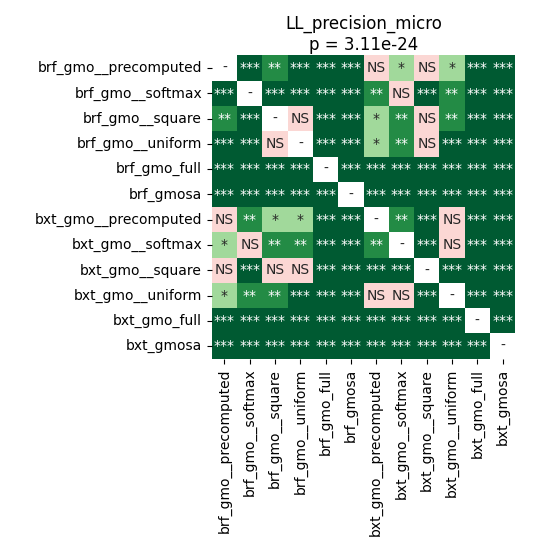 LL_precision_micro
p = 3.11e-24
brf_gmo__precomputed - *** ** *** *** *** NS * NS * *** ***
brf_gmo__softmax *** - *** *** *** *** ** NS *** ** *** ***
brf_gmo__square ** *** - NS *** *** * ** NS ** *** ***
brf_gmo__uniform *** *** NS - *** *** * ** NS *** *** ***
brf_gmo_full *** *** *** *** - *** *** *** *** *** *** ***
brf_gmosa *** *** *** *** *** - *** *** *** *** *** ***
bxt_gmo__precomputed NS ** * * *** *** - ** *** NS *** ***
bxt_gmo__softmax * NS ** ** *** *** ** - *** NS *** ***
bxt_gmo__square NS *** NS NS *** *** *** *** - *** *** ***
bxt_gmo__uniform * ** ** *** *** *** NS NS *** - *** ***
bxt_gmo_full *** *** *** *** *** *** *** *** *** *** - ***
bxt_gmosa *** *** *** *** *** *** *** *** *** *** *** -
brf_gmo__precomputed
brf_gmo__softmax
brf_gmo__square
brf_gmo__uniform
brf_gmo_full
brf_gmosa
bxt_gmo__precomputed
bxt_gmo__softmax
bxt_gmo__square
bxt_gmo__uniform
bxt_gmo_full
bxt_gmosa